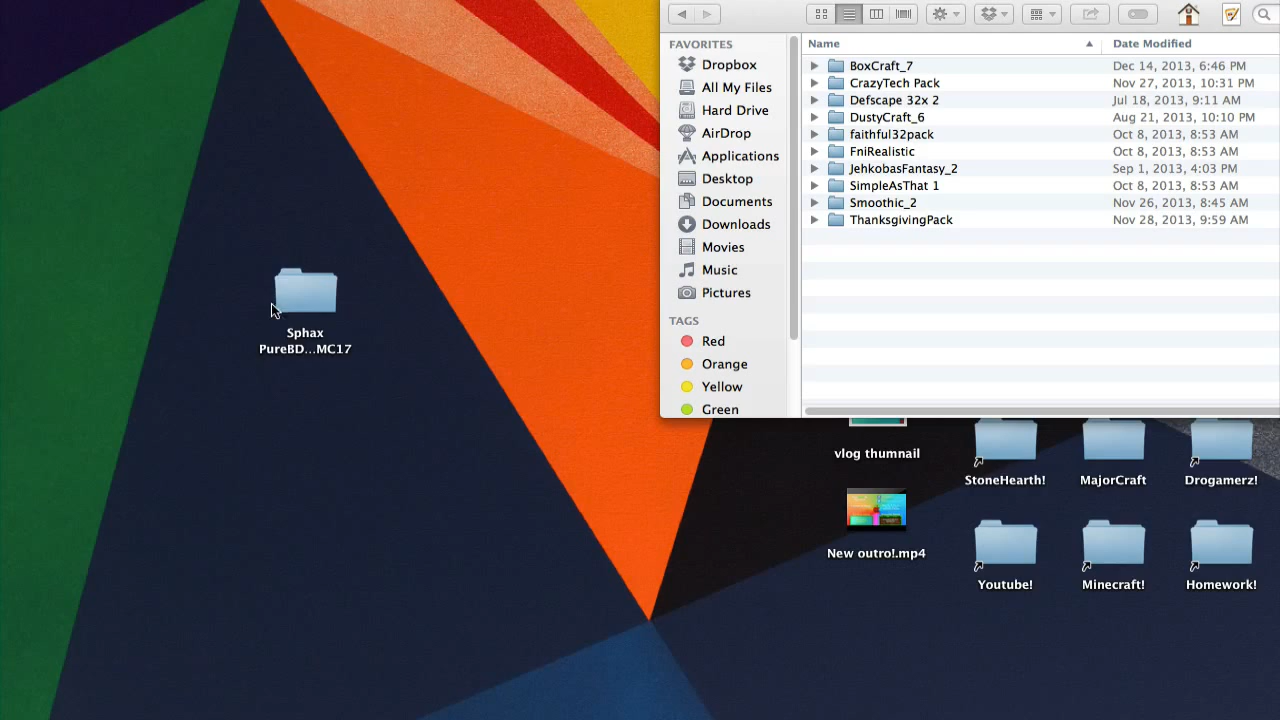 Name
Date Modified
FAVORITES
Dropbox
All My Files
Hard Drive
AirDrop
Applications
Desktop
Documents
Downloads
Movies
Music
Pictures
TAGS
Red
Orange
Yellow
Green
BoxCraft_7
Dec 14, 2013, 6:46 PM
CrazyTech Pack
Nov 27, 2013, 10:31 PM
Defscape 32x 2
Jul 18, 2013, 9:11 AM
DustyCraft_6
Aug 21, 2013, 10:10 PM
faithful32pack
Oct 8, 2013, 8:53 AM
FniRealistic
Oct 8, 2013, 8:53 AM
JehkobasFantasy_2
Sep 1, 2013, 4:03 PM
SimpleAsThat 1
Oct 8, 2013, 8:53 AM
Smoothic_2
Nov 26, 2013, 8:45 AM
ThanksgivingPack
Nov 28, 2013, 9:59 AM
Sphax
PureBD...MC17
vlog thumnail
StoneHearth!
MajorCraft
Drogamerz!
New outro!.mp4
Youtube!
Minecraft!
Homework!